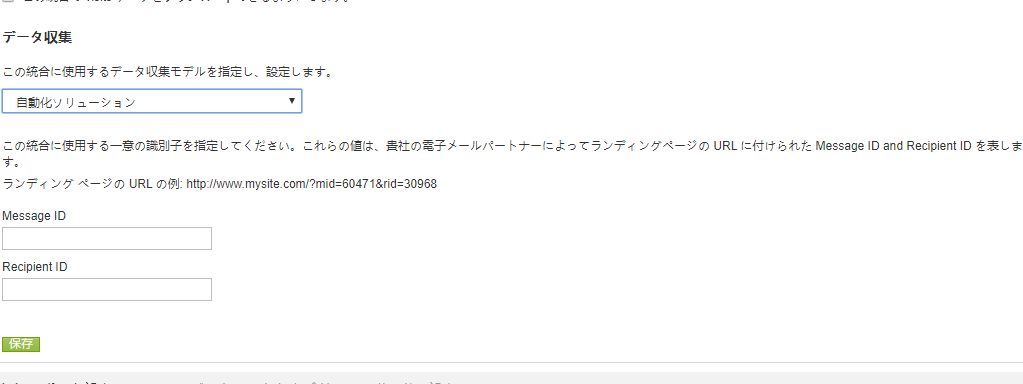 データ収集
この統合に使用するデータ収集モデルを指定し、設定します。
自動化ソリューション
この統合に使用する一意の識別子を指定してください。これらの値は、貴社の電子メールパートナーによってランディングページの URL に付けられた Message ID and Recipient ID を表しま
す。
ランディング ページの URL の例: http://www.mysite.com/?mid=60471&rid=30968
Message ID
Recipient ID
保存